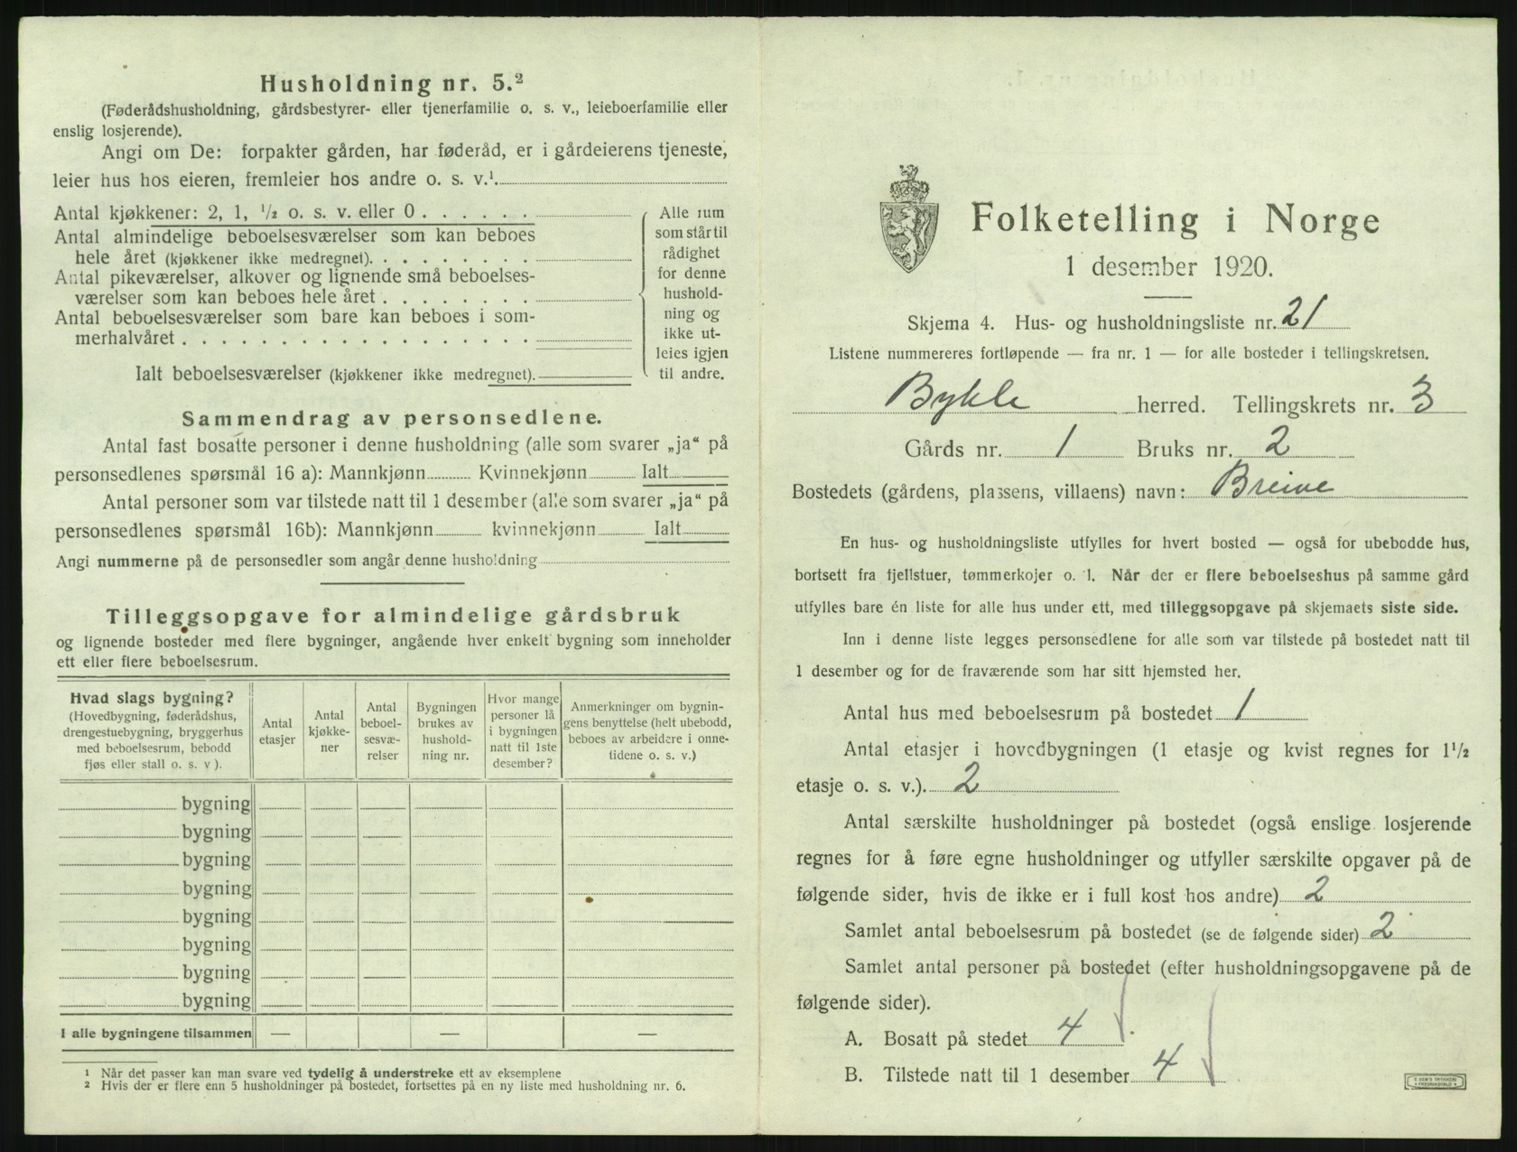 Husholdning nr. 5.²
(Føderådshusholdning, gårdsbestyrer- eller tjenerfamilie o. s. v., leieboerfamilie eller
enslig losjerende).
Angi om De: forpakter gården, har føderåd, er i gårdeierens tjeneste,
leier hus hos eieren, fremleier hos andre o. s. v.¹.
Antal kjøkkener: 2, 1, ½ o. s. v. eller 0 . . . . . .
Antal almindelige beboelsesværelser som kan beboes
hele året (kjøkkener ikke medregnet). . . . . . . . .
Antal pikeværelser, alkover og lignende små beboelses-
værelser som kan beboes hele året . . . . . . . .
Antal beboelsesværelser som bare kan beboes i som-
merhalvåret . . . . . . . . . . . . . . . . . .
Ialt beboelsesværelser (kjøkkener ikke medregnet).
Alle rum
som står til
rådighet
for denne
hushold-
ning og
ikke ut-
leies igjen
til andre.
Sammendrag av personsedlene.
Antal fast bosatte personer i denne husholdning (alle som svarer „ja“ på
personsedlenes spørsmål 16 a): Mannkjønn Kvinnekjønn Ialt
Antal personer som var tilstede natt til 1 desember (alle som svarer „ja“ på
personsedlenes spørsmål 16b): Mannkjønn kvinnekjønn Ialt
Angi nummerne på de personsedler som angår denne husholdning
Tilleggsopgave for almindelige gårdsbruk
og lignende bosteder med flere bygninger, angående hver enkelt bygning som inneholder
ett eller flere beboelsesrum.
Hvad slags bygning?
(Hovedbygning, føderådshus,
drengestuebygning, bryggerhus
med beboelsesrum, bebodd
fjøs eller stall o. s. v ).
Antal
etasjer
Antal
kjøkke-
ner
Antal
beboel-
sesvæ-
relser
Bygningen
brukes av
hushold-
ning nr.
Hvor mange
personer lå
i bygningen
natt til 1ste
desember?
Anmerkninger om bygnin-
gens benyttelse (helt ubebodd,
beboes av arbeidere i onne-
tidene o. s. v.)
bygning
bygning
bygning
bygning
bygning
bygning
bygning
bygning
I alle bygningene tilsammen — — —
¹ Når det passer kan man svare ved tydelig å understreke ett av eksemplene
² Hvis der er flere enn 5 husholdninger på bostedet, fortsettes på en ny liste med husholdning nr. 6.
Folketelling i Norge
1 desember 1920.
Skjema 4. Hus- og husholdningsliste nr. 21
Listene nummereres fortløpende — fra nr. 1 — for alle bosteder i tellingskretsen.
Bykle herred. Tellingskrets nr. 3
Gårds nr. 1 Bruks nr. 2
Bostedets (gårdens, plassens, villaens) navn: Breive
En hus- og husholdningsliste utfylles for hvert bosted — også for ubebodde hus,
bortsett fra fjellstuer, tømmerkojer o. l. Når der er flere beboelseshus på samme gård
utfylles bare én liste for alle hus under ett, med tilleggsopgave på skjemaets siste side.
Inn i denne liste legges personsedlene for alle som var tilstede på bostedet natt til
1 desember og for de fraværende som har sitt hjemsted her.
Antal hus med beboelsesrum på bostedet 1
Antal etasjer i hovedbygningen (1 etasje og kvist regnes for 1½
etasje o. s. v.). 2
Antal særskilte husholdninger på bostedet (også enslige losjerende
regnes for å føre egne husholdninger og utfyller særskilte opgaver på de
følgende sider, hvis de ikke er i full kost hos andre) 2
Samlet antal beboelsesrum på bostedet (se de følgende sider) 2
Samlet antal personer på bostedet (efter husholdningsopgavene på de
følgende sider).
A. Bosatt på stedet 4
B. Tilstede natt til 1 desember 4